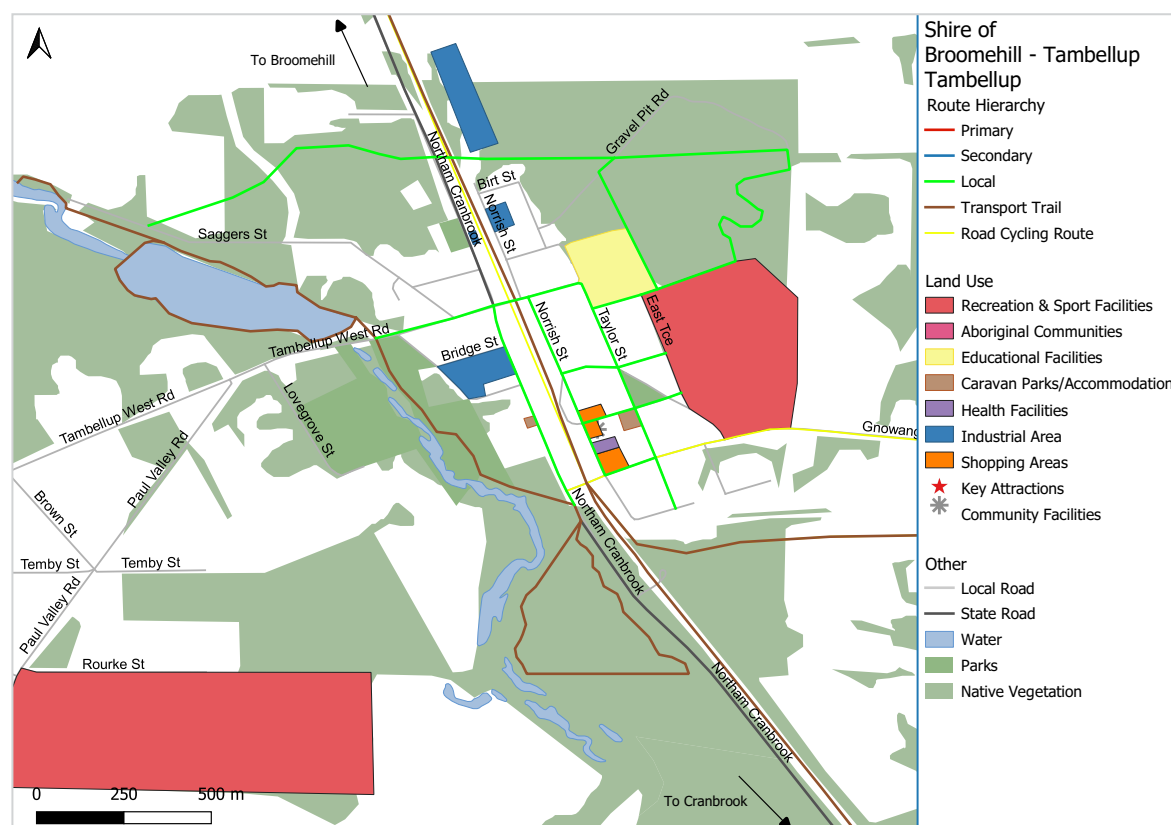 Shire of
Broomehill - Tambellup
Tambellup
Route Hierarchy
Primary
Secondary
Local
Transport Trail
Road Cycling Route
Land Use
Recreation & Sport Facilities
Aboriginal Communities
Educational Facilities
Caravan Parks/Accommodation
Health Facilities
Industrial Area
Shopping Areas
Key Attractions
Community Facilities
Other
Local Road
State Road
Water
Parks
Native Vegetation
To Broomehill
Gravel Pit Rd
Northam Cranbrook
Birt St
Norrish St
Saggers St
East Tce
Norrish St
Taylor St
Tambellup West Rd
Bridge St
Tambellup West Rd
Lovegrove St
Gnowang
Paul Valley Rd
Brown St
Northam Cranbrook
Temby St
Temby St
Paul Valley Rd
Rourke St
Northam Cranbrook
0
250
500 m
To Cranbrook